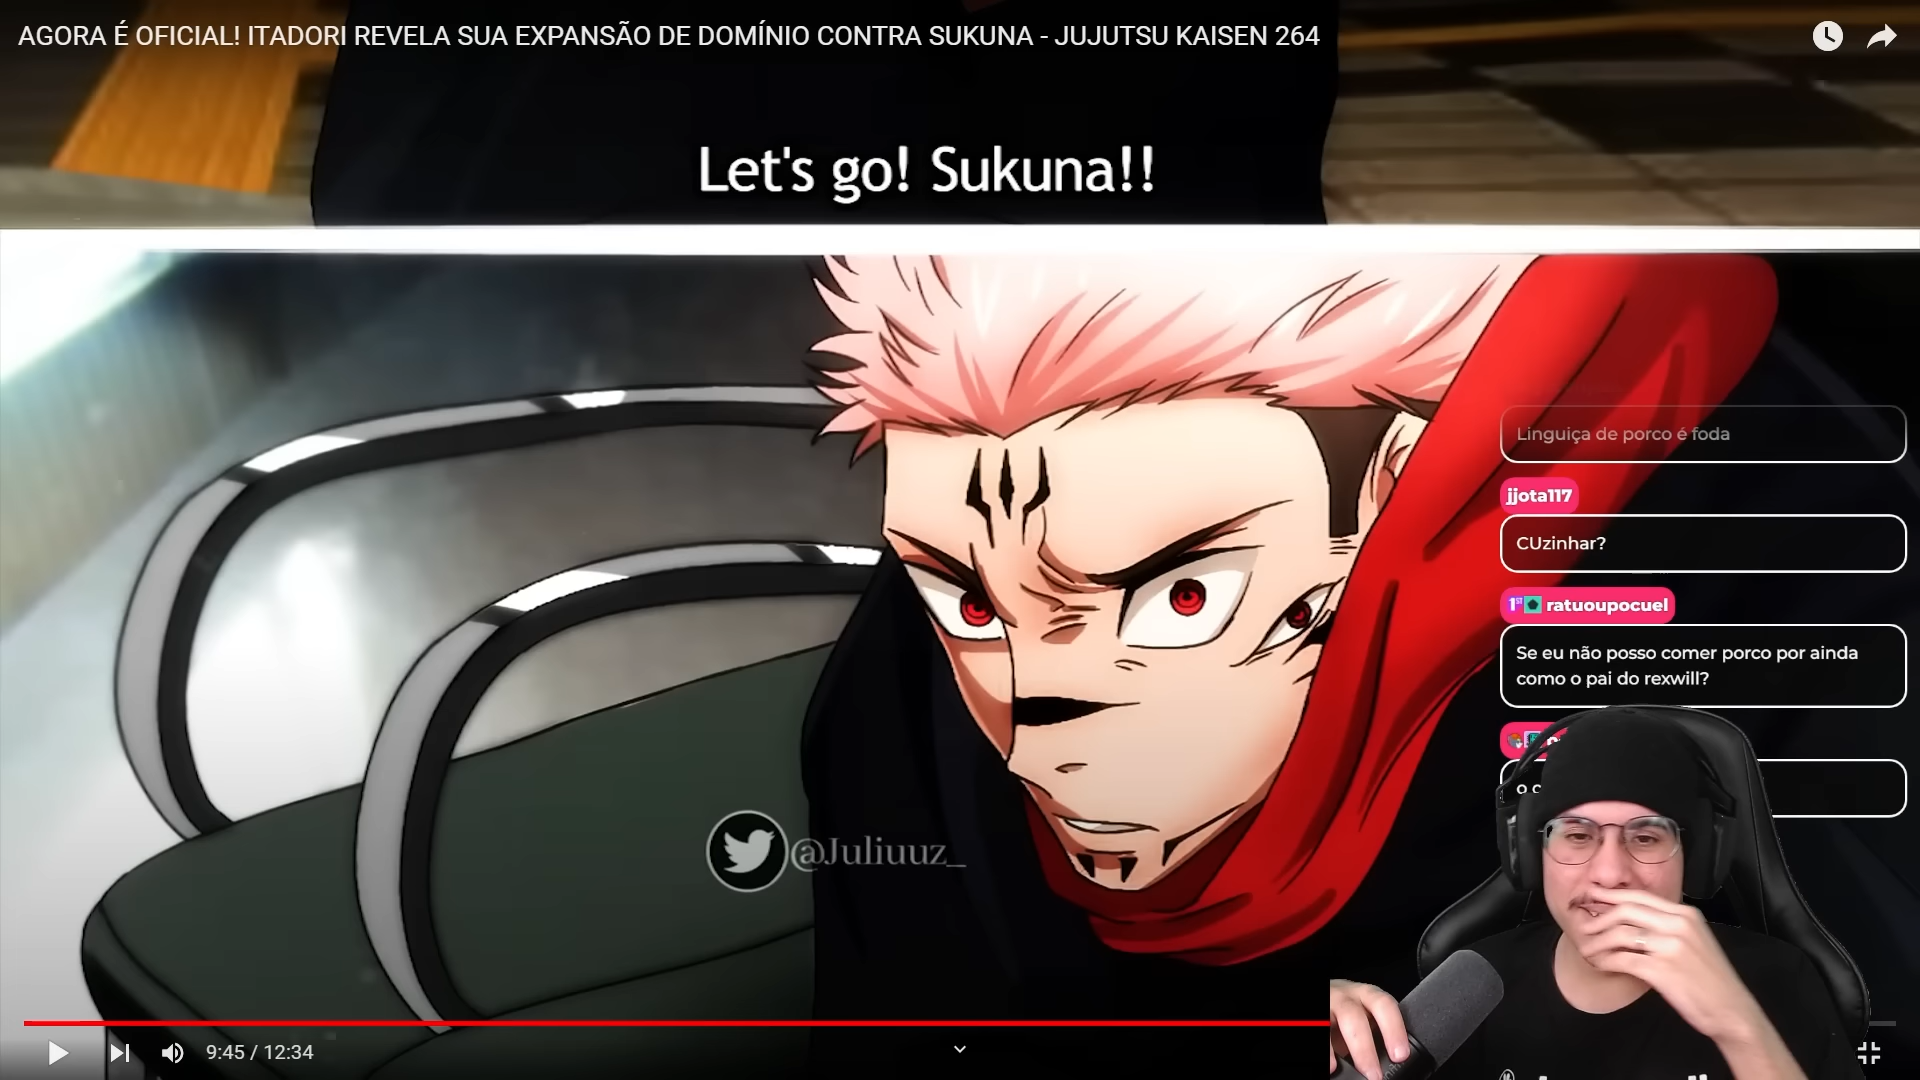 AGORA É OFICIAL! ITADORI REVELA SUA EXPANSÃO DE DOMÍNIO CONTRA SUKUNA - JUJUTSU KAISEN 264
Let's go! Sukuna!!
Linguiça de porco é foda
jjota117
CUzinhar?
1ST ratuoupocuel
Se eu não posso comer porco por ainda
como o pai do rexwill?
@Juliuuz_
9:45 / 12:34